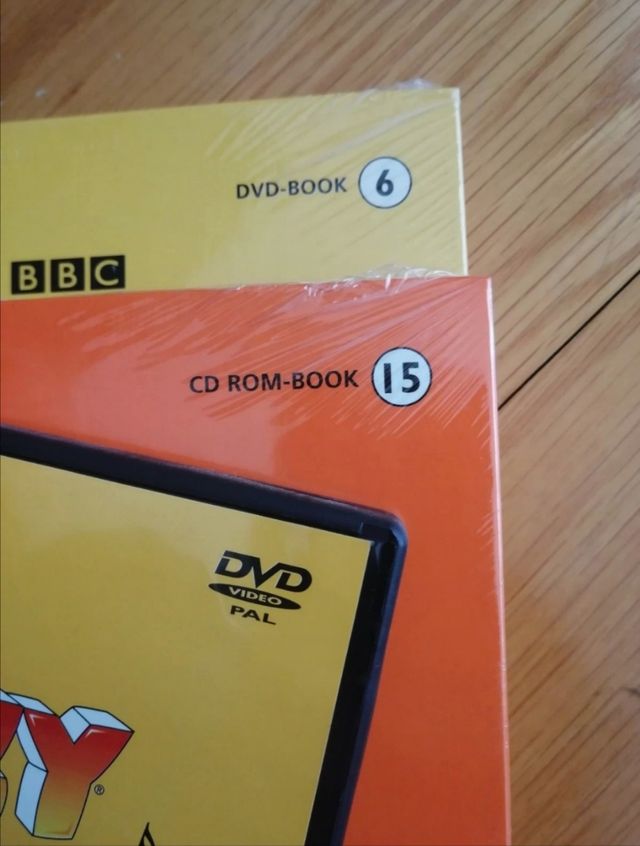 DVD-BOOK 6
BBC
CD ROM-BOOK 15
DVD
VIDEO
PAL
Y®